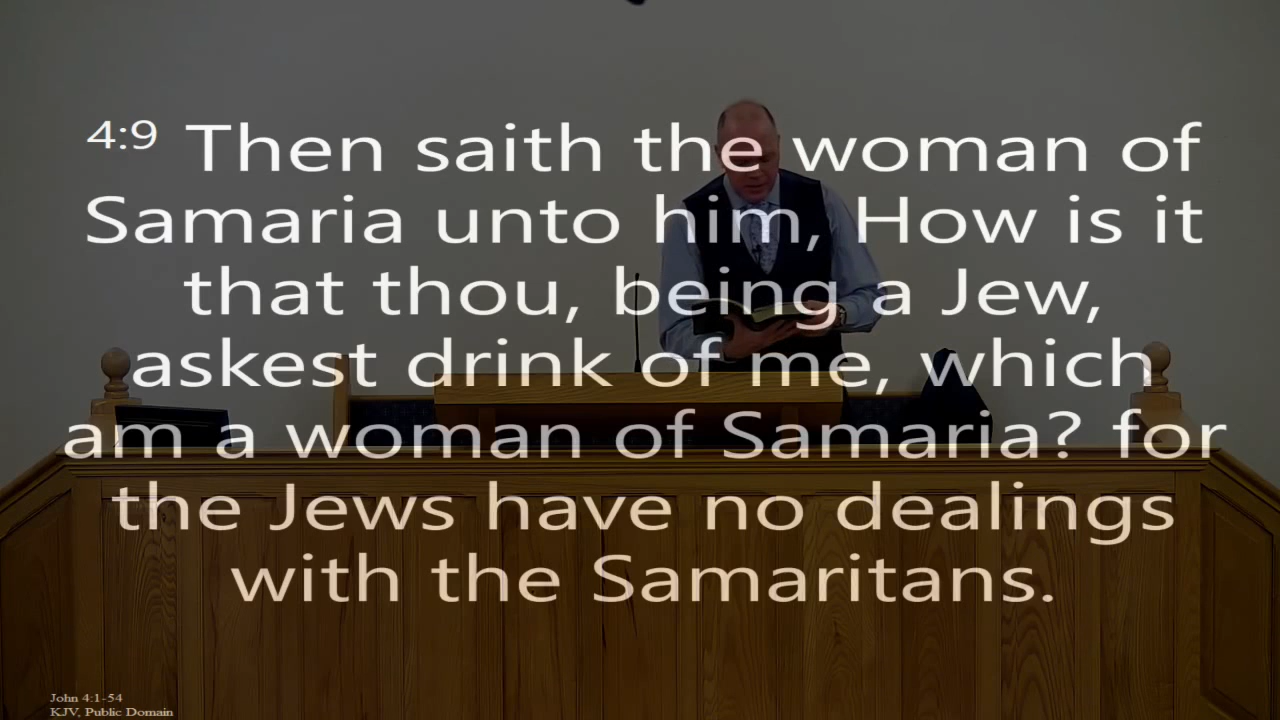 4:9 Then saith the woman of
Samaria unto him, How is it
that thou, being a Jew,
askest drink of me, which
am a woman of Samaria? for
the Jews have no dealings
with the Samaritans.
John 4:1-54
KJV, Public Domain